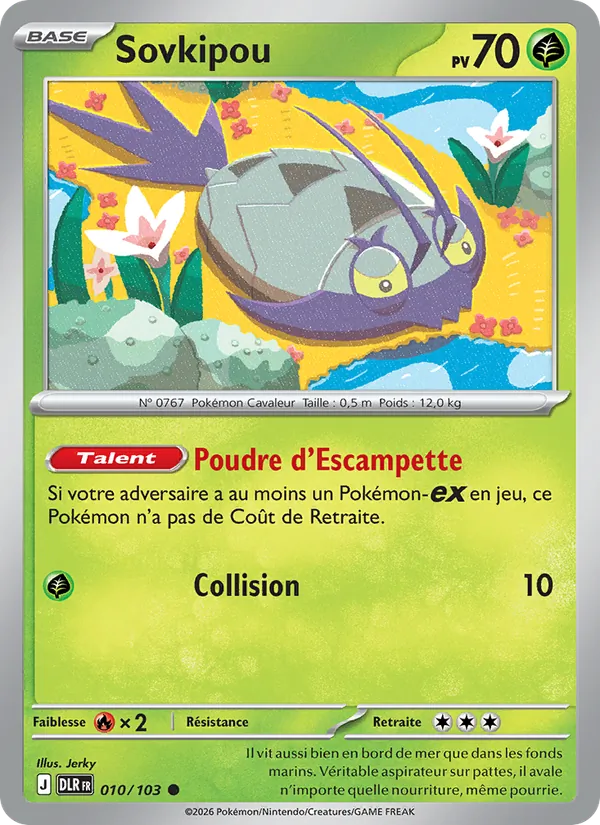 BASE Sovkipou PV 70
N° 0767 Pokémon Cavaleur Taille : 0,5 m Poids : 12,0 kg
Talent Poudre d'Escampette
Si votre adversaire a au moins un Pokémon-ex en jeu, ce
Pokémon n'a pas de Coût de Retraite.
Collision 10
Faiblesse × 2 Résistance Retraite
Illus. Jerky
J DLR FR 010/103
Il vit aussi bien en bord de mer que dans les fonds
marins. Véritable aspirateur sur pattes, il avale
n'importe quelle nourriture, même pourrie.
©2026 Pokémon/Nintendo/Creatures/GAME FREAK